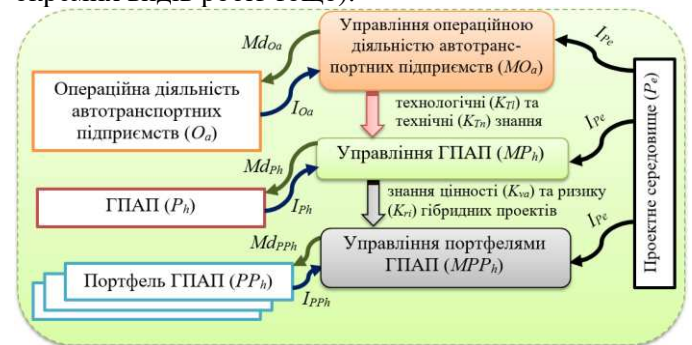 Управління операційною
діяльністю автотранс-
портних підприємств (MOa)
MdOa
IPe
Операційна діяльність
автотранспортних
підприємств (Oa)
IOa
технологічні (KTl) та
технічні (KTn) знання
IPe
MdPh
Управління ГПАП (MPh)
ГПАП (Ph)
IPh
знання цінності (Kva) та ризику
(Kri) гібридних проектів
IPe
MdPPh
Управління портфелями
ГПАП (MPPh)
Портфель ГПАП (PPh)
IPPh
Проектне середовище (Pe)